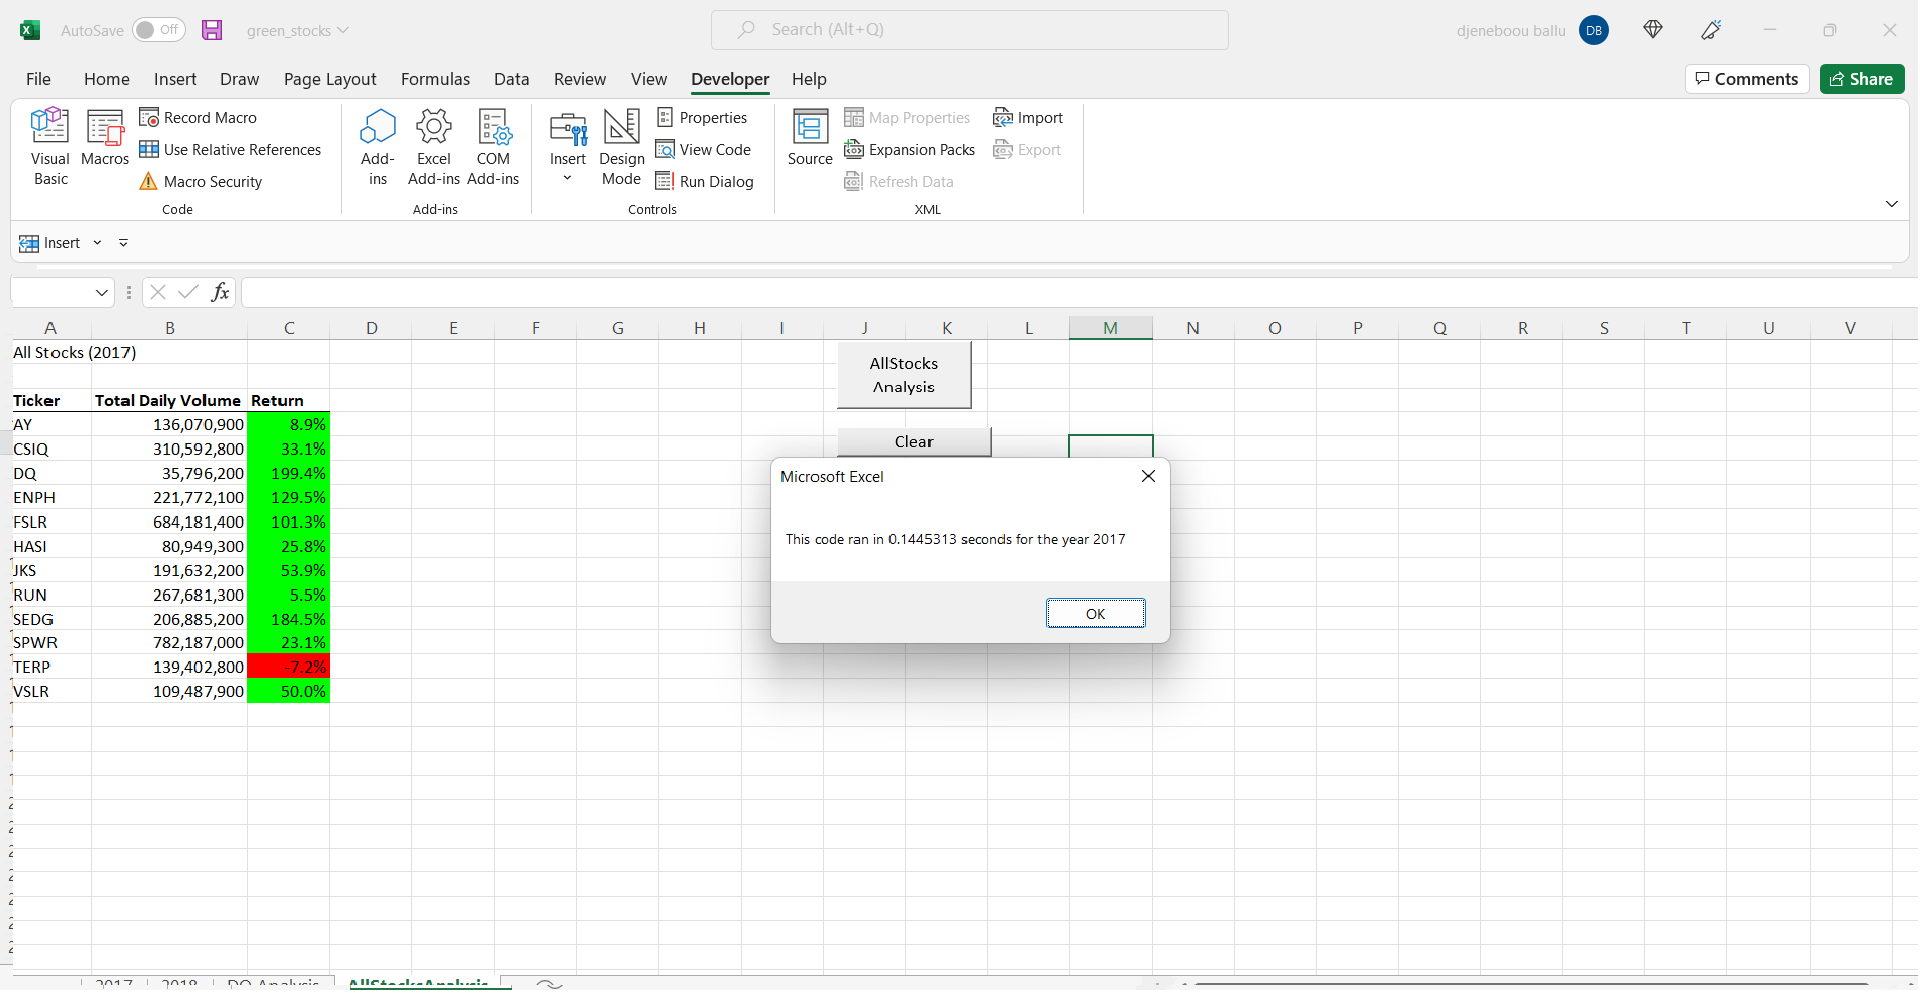 AutoSave Off green_stocks Search (Alt+Q) djeneboou ballu DB
File Home Insert Draw Page Layout Formulas Data Review View Developer Help Comments Share
Visual Basic
Macros
Record Macro
Use Relative References
Macro Security
Code
Add-ins
Excel Add-ins
COM Add-ins
Add-ins
Insert
Design Mode
Properties
View Code
Run Dialog
Controls
Source
Map Properties
Expansion Packs
Refresh Data
Import
Export
XML
Insert
fx
A B C D E F G H I J K L M N O P Q R S T U V
All Stocks (2017)
Ticker Total Daily Volume Return
AY 136,070,900 8.9%
CSIQ 310,592,800 33.1%
DQ 35,796,200 199.4%
ENPH 221,772,100 129.5%
FSLR 684,181,400 101.3%
HASI 80,949,300 25.8%
JKS 191,632,200 53.9%
RUN 267,681,300 5.5%
SEDG 206,885,200 184.5%
SPWR 782,187,000 23.1%
TERP 139,402,800 -7.2%
VSLR 109,487,900 50.0%
AllStocks
Analysis
Clear
Microsoft Excel
This code ran in 0.1445313 seconds for the year 2017
OK
2017 2018 DQ Analysis AllStocksAnalysis